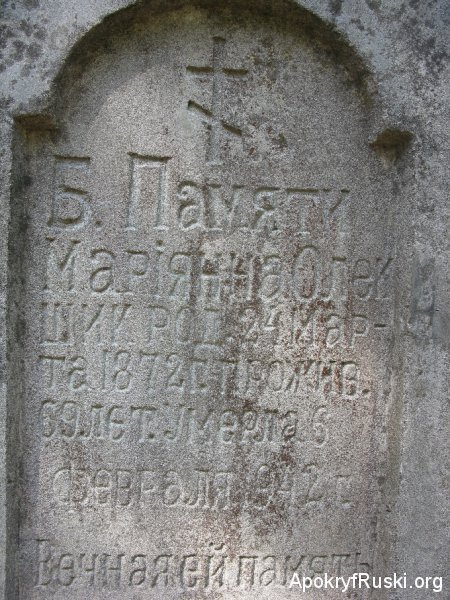 Б. Памяти
Маріянна Олек
шик род. 24 Мар-
та 1872 г. прожив.
69 лет. умерла 6
февраля 1942 г
Вечная ей память
ApokryfRuski.org